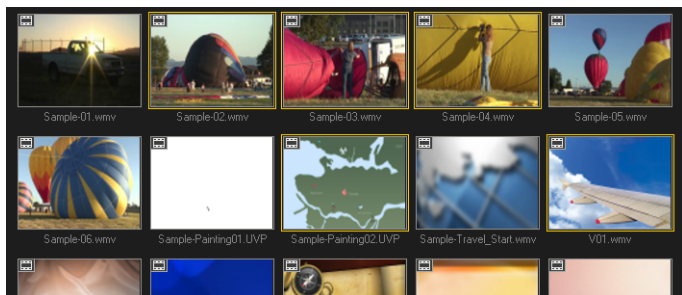 Sample-01.wmv
Sample-02.wmv
Sample-03.wmv
Sample-04.wmv
Sample-05.wmv
Sample-06.wmv
Sample-Painting01.UVP
Sample-Painting02.UVP
Sample-Travel_Start.wmv
V01.wmv